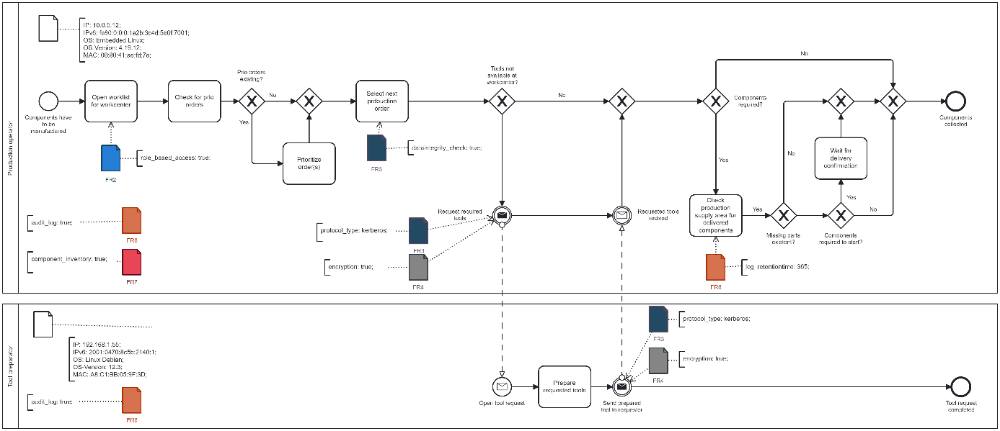 Production operator
IP: 10.0.5.12;
IPv6: fe80:0:0:0:1a2b:3c4d:5e6f:7001;
OS: Embedded Linux;
OS-Version: 4.19.12;
MAC: 00:80:41:ae:fd:7e;
Components have
to be
manufactured
Open worklist
for workcenter
Check for prio
orders
Prio orders
existing?
No
Yes
Prioritize
order(s)
Select next
prdouction
order
Tools not
available at
workcenter?
No
Components
required?
No
Yes
Components
collected
role_based_access: true;
FR2
dataintegrity_check: true;
FR3
Wait for
delivery
confirmation
No
Yes
No
Check
production
supply area for
delivered
components
Yes
Missing parts
existent?
Components
required to start?
Request required
tools
Requested tools
recived
audit_log: true;
FR6
component_inventory: true;
FR7
protocol_type: kerberos;
FR3
encryption: true;
FR4
log_retentiontime: 365;
FR6
Tool preparator
IP: 192.168.1.55;
IPv6: 2001:0470:8c5b:2140:1;
OS: Linux Debian;
OS-Version: 12.3;
MAC: A8:C1:BB:05:9F:3D;
audit_log: true;
FR6
protocol_type: kerberos;
FR3
encryption: true;
FR4
Open tool request
Prepare
requested tools
Send prepared
tool to requestor
Tool request
completed